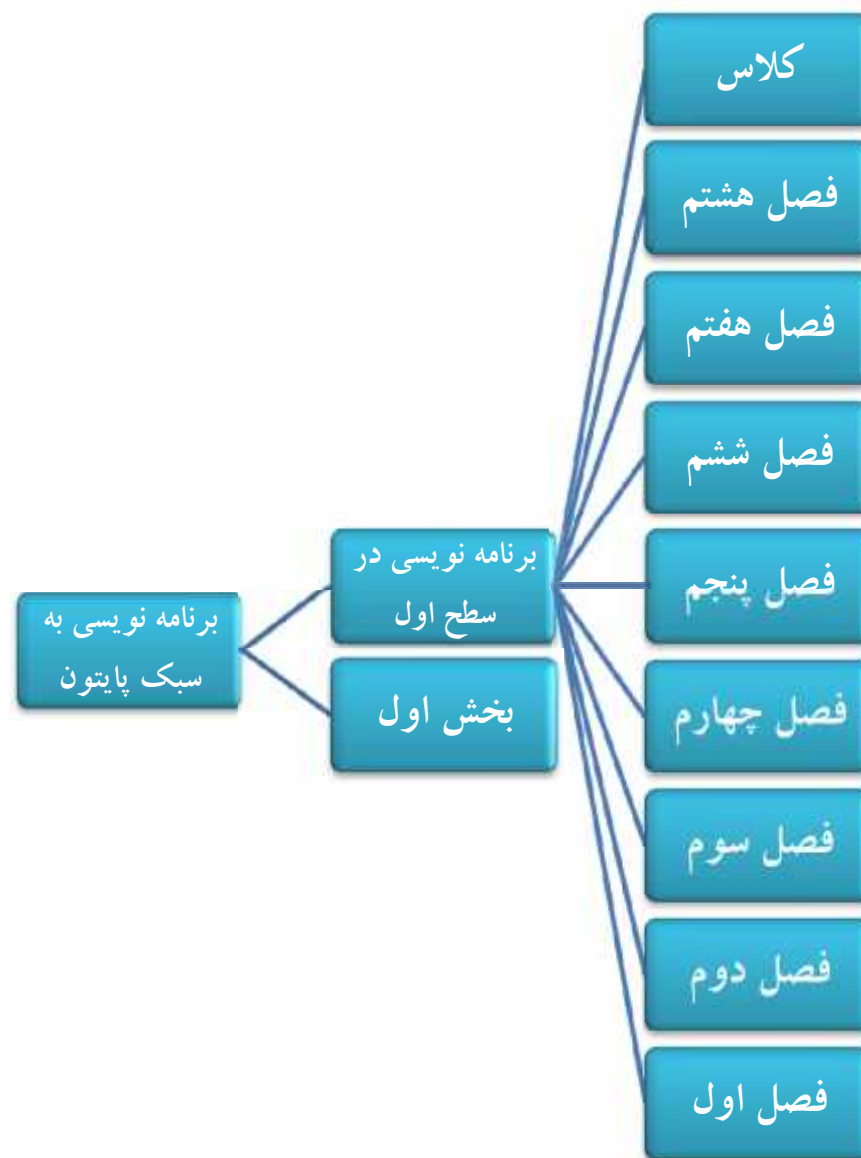 کلاس
فصل هشتم
فصل هفتم
فصل ششم
برنامه نویسی در
سطح اول
فصل پنجم
برنامه نویسی به
سبک پایتون
بخش اول
فصل چهارم
فصل سوم
فصل دوم
فصل اول